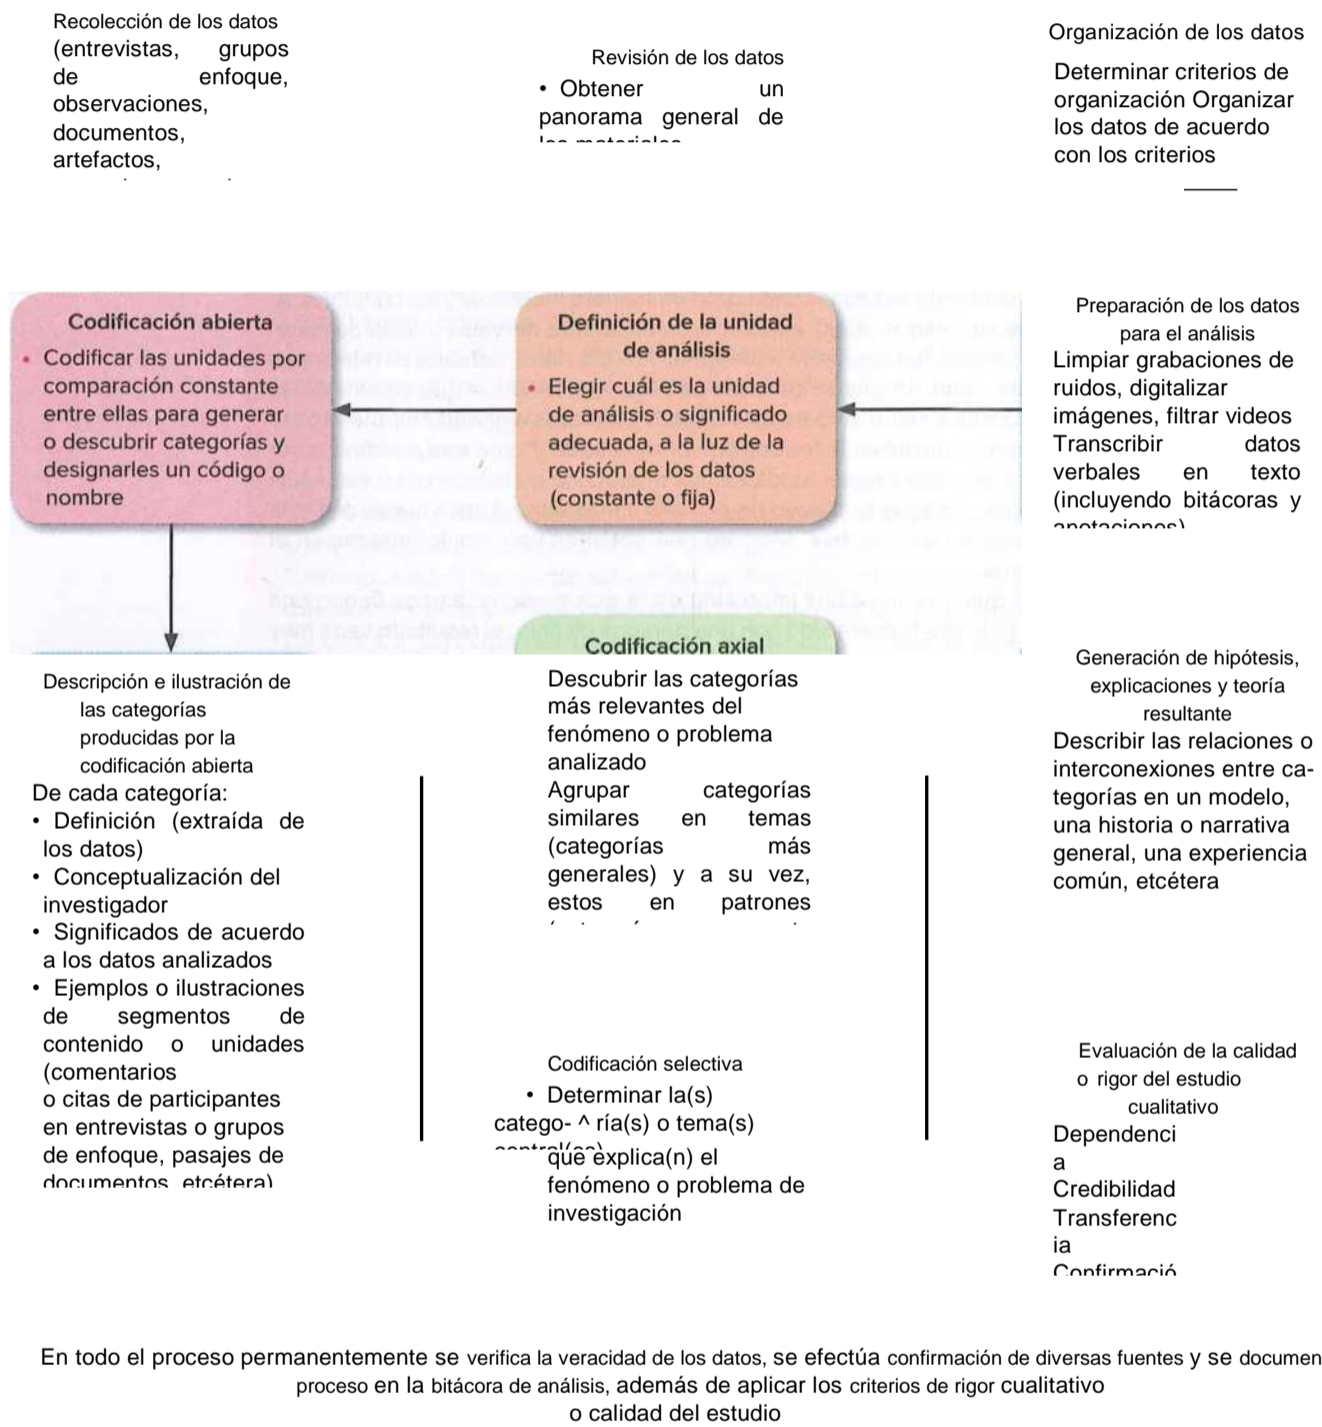 Recolección de los datos
(entrevistas, grupos
de enfoque,
observaciones,
documentos,
artefactos,
Revisión de los datos
• Obtener un
panorama general de
los materiales
Organización de los datos
Determinar criterios de
organización Organizar
los datos de acuerdo
con los criterios
Codificación abierta
• Codificar las unidades por
comparación constante
entre ellas para generar
o descubrir categorías y
designarles un código o
nombre
Definición de la unidad
de análisis
• Elegir cuál es la unidad
de análisis o significado
adecuada, a la luz de la
revisión de los datos
(constante o fija)
Preparación de los datos
para el análisis
Limpiar grabaciones de
ruidos, digitalizar
imágenes, filtrar videos
Transcribir datos
verbales en texto
(incluyendo bitácoras y
anotaciones)
Descripción e ilustración de
las categorías
producidas por la
codificación abierta
De cada categoría:
• Definición (extraída de
los datos)
• Conceptualización del
investigador
• Significados de acuerdo
a los datos analizados
• Ejemplos o ilustraciones
de segmentos de
contenido o unidades
(comentarios
o citas de participantes
en entrevistas o grupos
de enfoque, pasajes de
documentos, etcétera)
Codificación axial
Descubrir las categorías
más relevantes del
fenómeno o problema
analizado
Agrupar categorías
similares en temas
(categorías más
generales) y a su vez,
estos en patrones
Codificación selectiva
• Determinar la(s)
catego- ^ ría(s) o tema(s)
central(es)
que explica(n) el
fenómeno o problema de
investigación
Generación de hipótesis,
explicaciones y teoría
resultante
Describir las relaciones o
interconexiones entre ca-
tegorías en un modelo,
una historia o narrativa
general, una experiencia
común, etcétera
Evaluación de la calidad
o rigor del estudio
cualitativo
Dependenci
a
Credibilidad
Transferenc
ia
Confirmació
En todo el proceso permanentemente se verifica la veracidad de los datos, se efectúa confirmación de diversas fuentes y se documen
proceso en la bitácora de análisis, además de aplicar los criterios de rigor cualitativo
o calidad del estudio